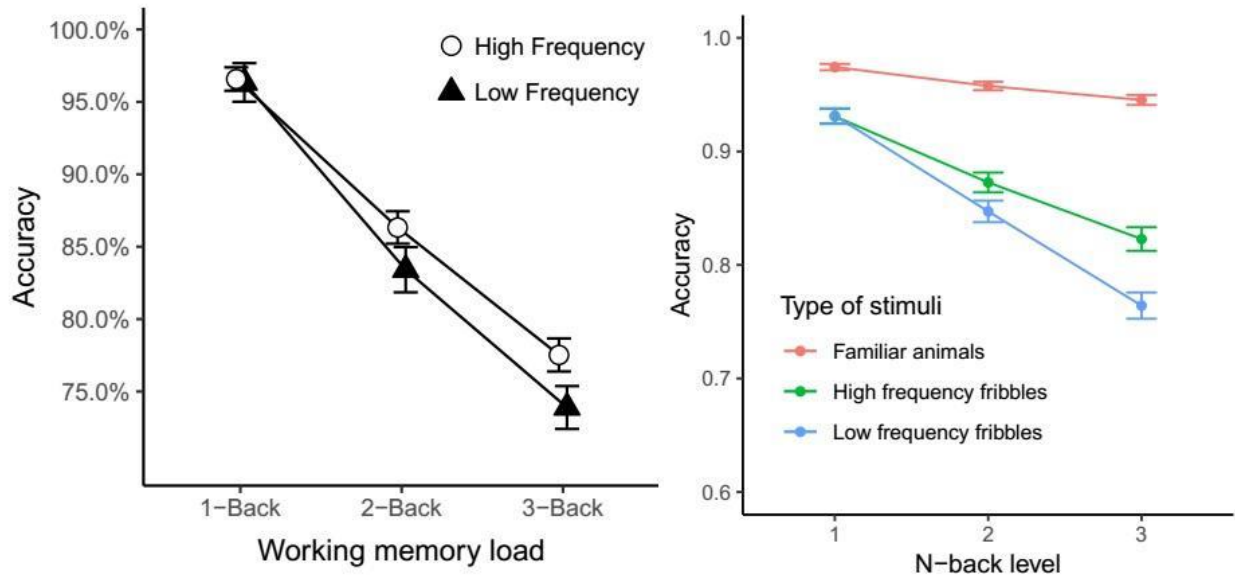 100.0%
95.0%
90.0%
85.0%
80.0%
75.0%
Accuracy
High Frequency
Low Frequency
1-Back 2-Back 3-Back
Working memory load
1.0
0.9
0.8
0.7
0.6
Accuracy
Type of stimuli
Familiar animals
High frequency fribbles
Low frequency fribbles
1 2 3
N-back level